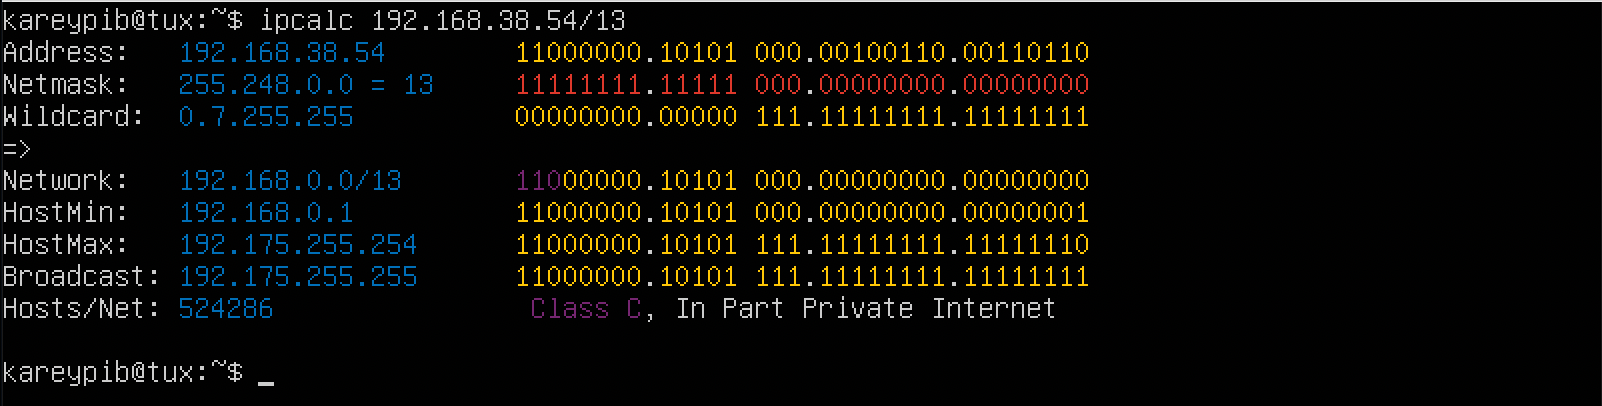 kareypib@tux:~$ ipcalc 192.168.38.54/13
Address:   192.168.38.54        11000000.10101 000.00100110.00110110
Netmask:   255.248.0.0 = 13     11111111.11111 000.00000000.00000000
Wildcard:  0.7.255.255          00000000.00000 111.11111111.11111111
=>
Network:   192.168.0.0/13       11000000.10101 000.00000000.00000000
HostMin:   192.168.0.1          11000000.10101 000.00000000.00000001
HostMax:   192.175.255.254      11000000.10101 111.11111111.11111110
Broadcast: 192.175.255.255      11000000.10101 111.11111111.11111111
Hosts/Net: 524286                Class C, In Part Private Internet
kareypib@tux:~$ _